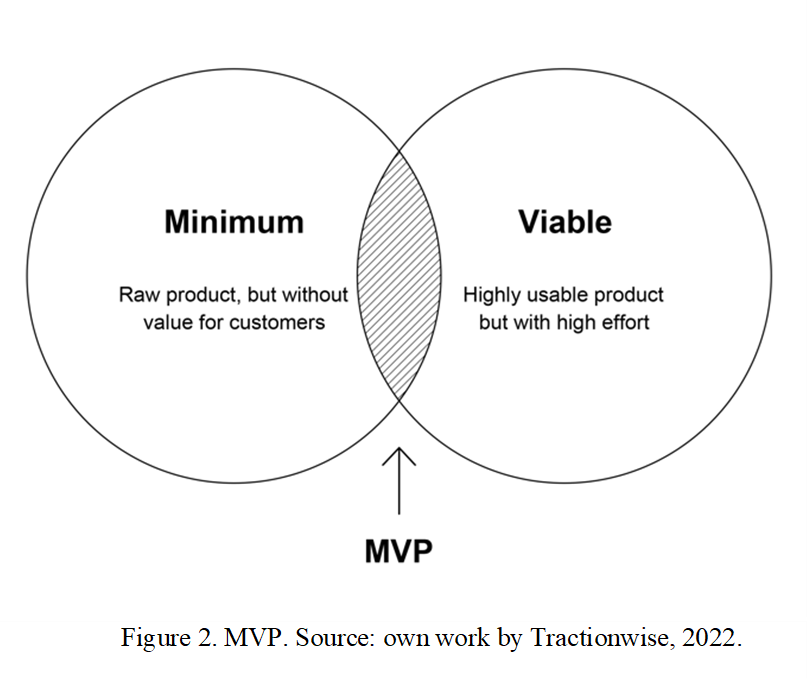 Minimum
Raw product, but without
value for customers
Viable
Highly usable product
but with high effort
MVP
Figure 2. MVP. Source: own work by Tractionwise, 2022.